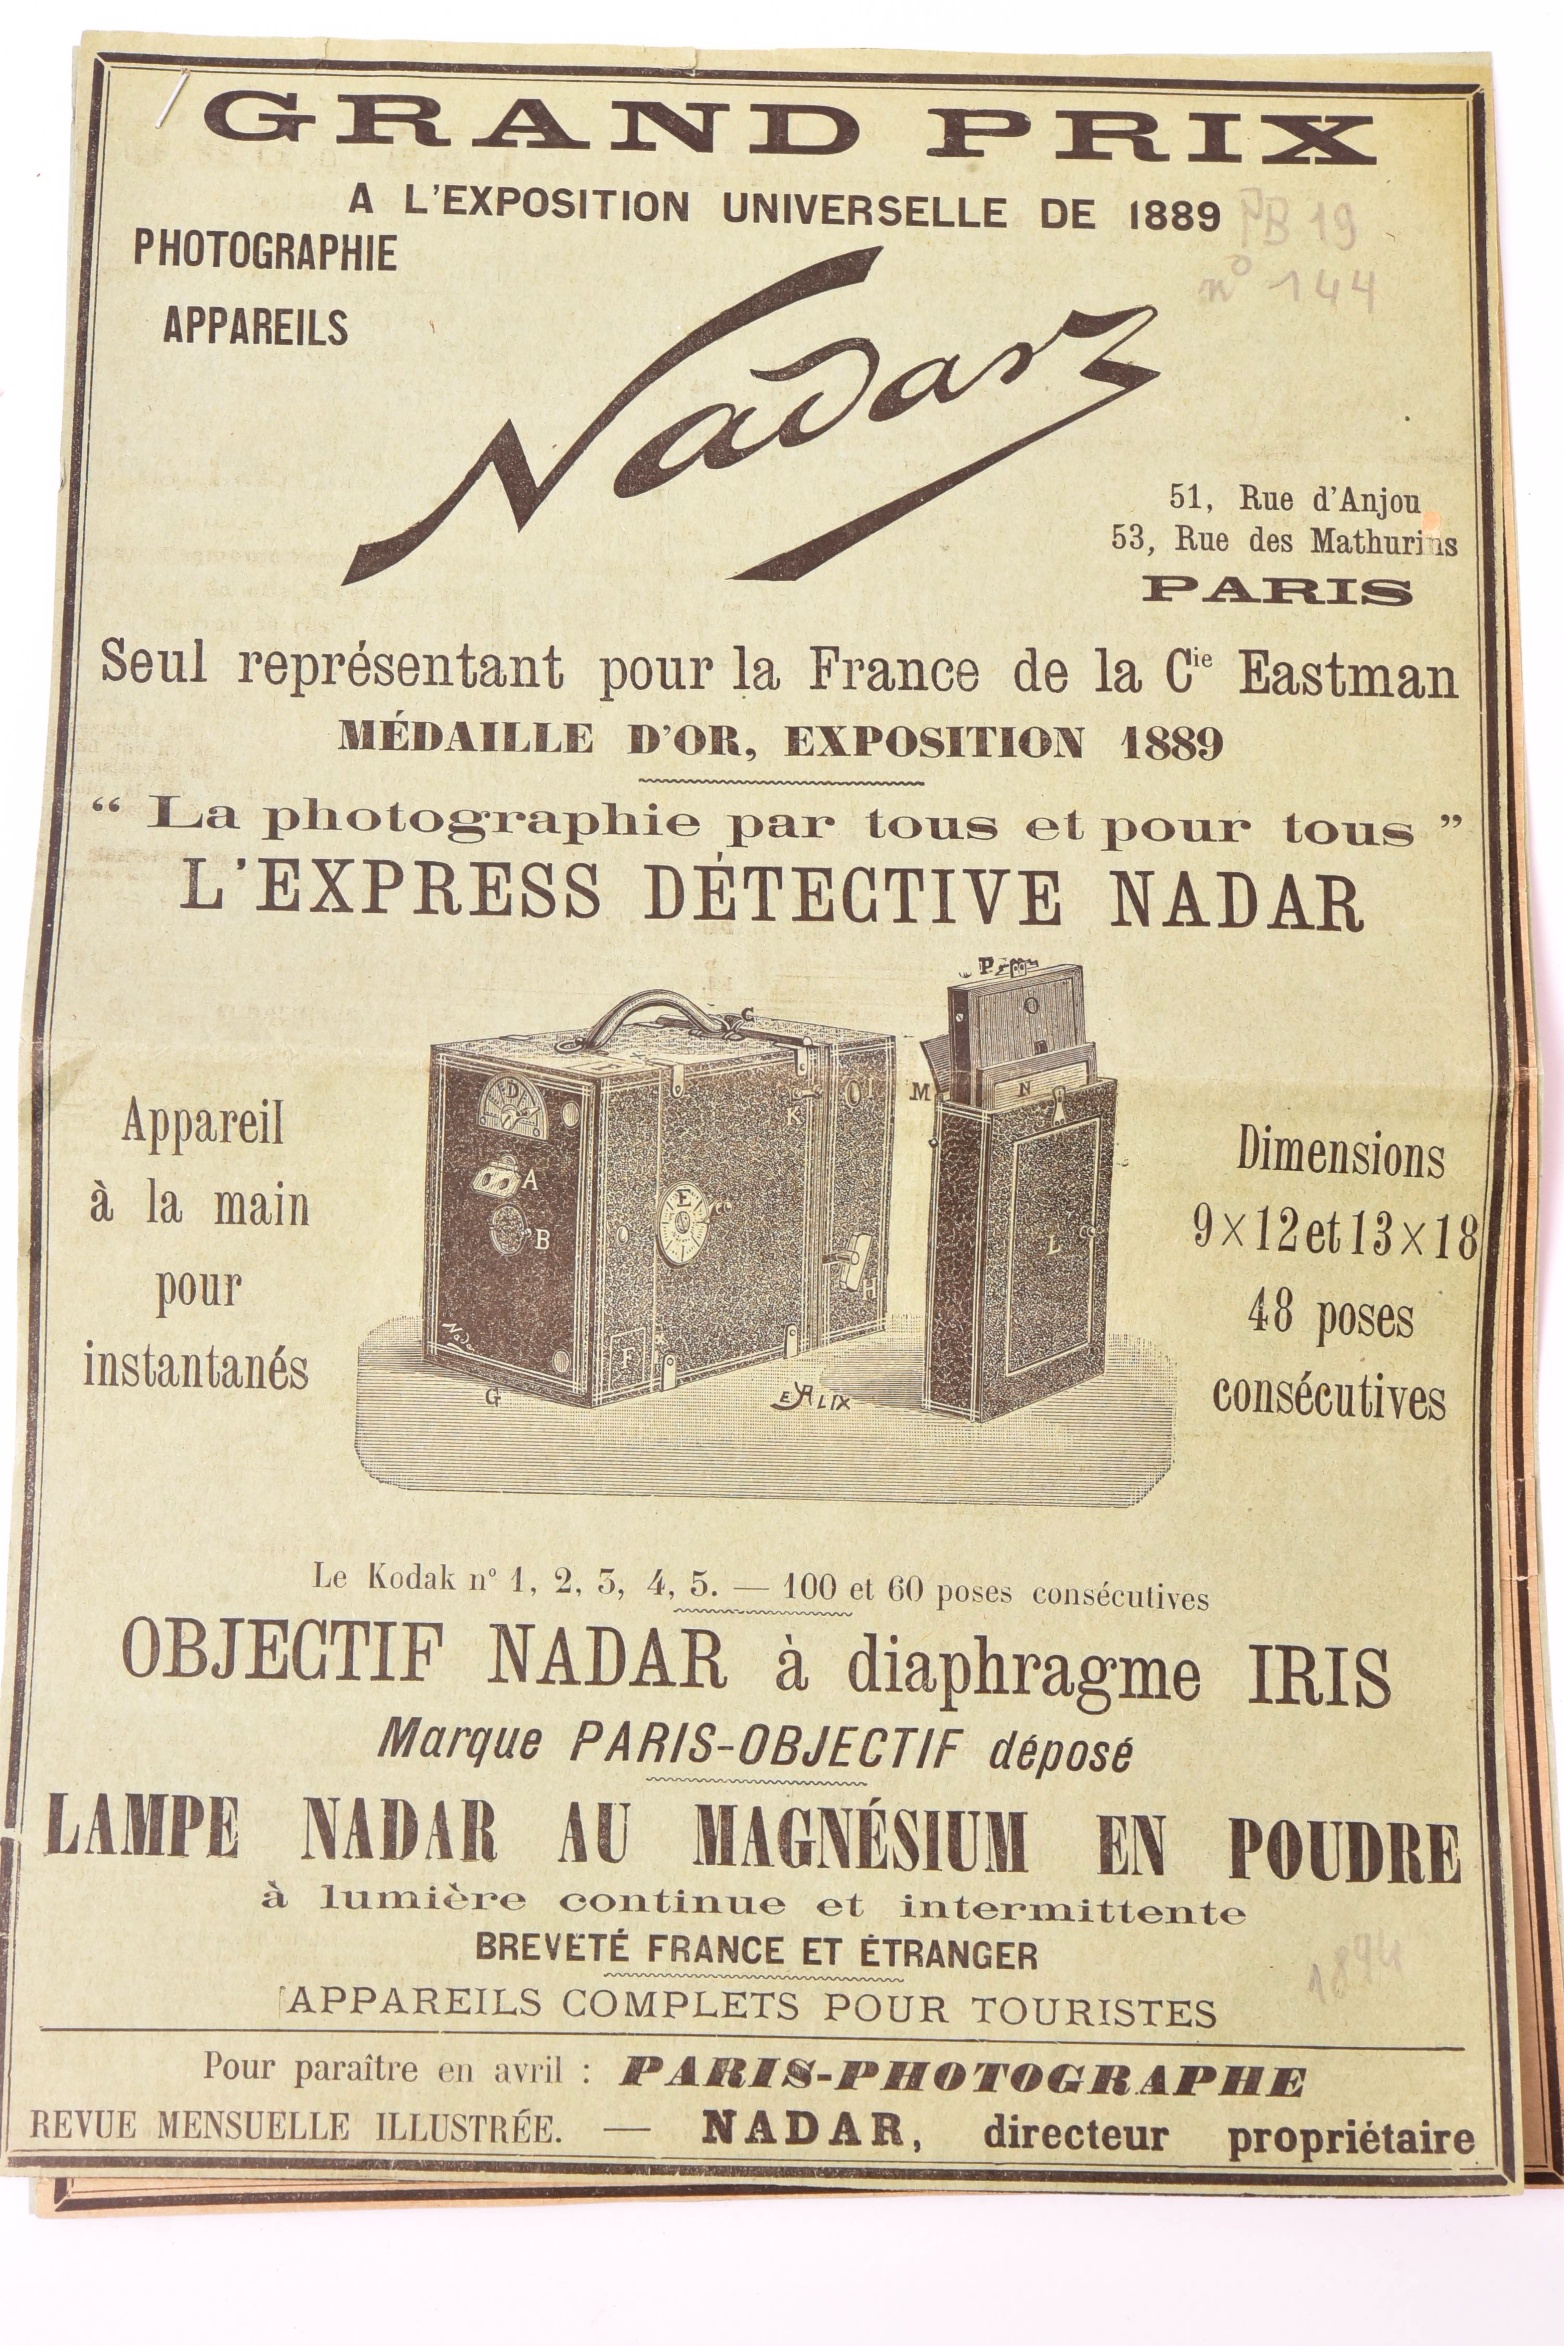 GRAND PRIX
A L'EXPOSITION UNIVERSELLE DE 1889
PB 19
n° 144
PHOTOGRAPHIE
APPAREILS
Nadar
51, Rue d'Anjou
53, Rue des Mathurins
PARIS
Seul représentant pour la France de la Cie Eastman
MÉDAILLE D'OR, EXPOSITION 1889
“ La photographie par tous et pour tous ”
L'EXPRESS DÉTECTIVE NADAR
Appareil
à la main
pour
instantanés
P
O
C
D
I
M
N
K
A
E
B
L
H
Nadar
F
G
EYALIX
Dimensions
9×12 et 13×18
48 poses
consécutives
Le Kodak n° 1, 2, 3, 4, 5. — 100 et 60 poses consécutives
OBJECTIF NADAR à diaphragme IRIS
Marque PARIS-OBJECTIF déposé
LAMPE NADAR AU MAGNÉSIUM EN POUDRE
à lumière continue et intermittente
BREVETÉ FRANCE ET ÉTRANGER
1894
APPAREILS COMPLETS POUR TOURISTES
Pour paraître en avril : PARIS-PHOTOGRAPHE
REVUE MENSUELLE ILLUSTRÉE. — NADAR, directeur propriétaire